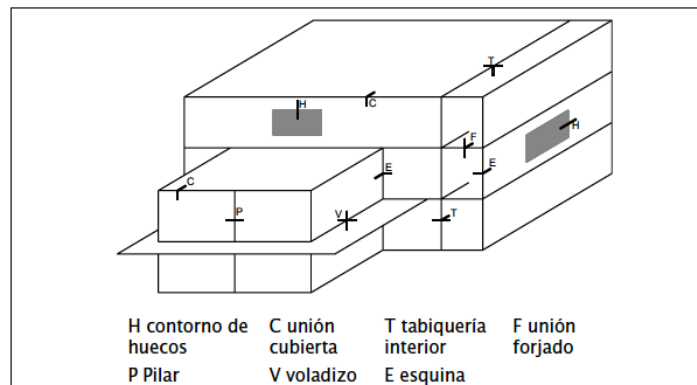 T
H
C
H
F
E
E
C
P
V
T
H contorno de huecos
C unión cubierta
T tabiquería interior
F unión forjado
P Pilar
V voladizo
E esquina